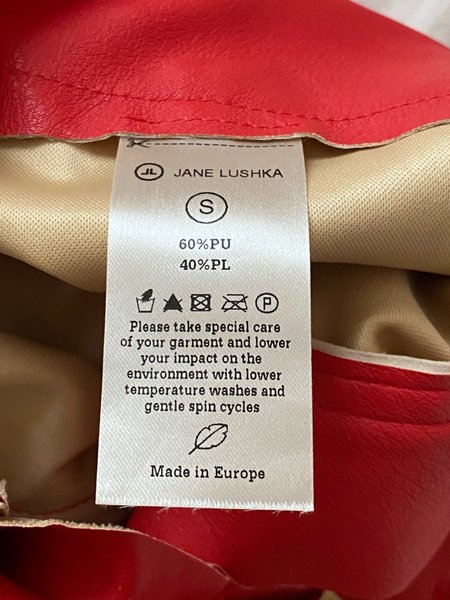 JL JANE LUSHKA
S
60%PU
40%PL
P
Please take special care
of your garment and lower
your impact on the
environment with lower
temperature washes and
gentle spin cycles
Made in Europe